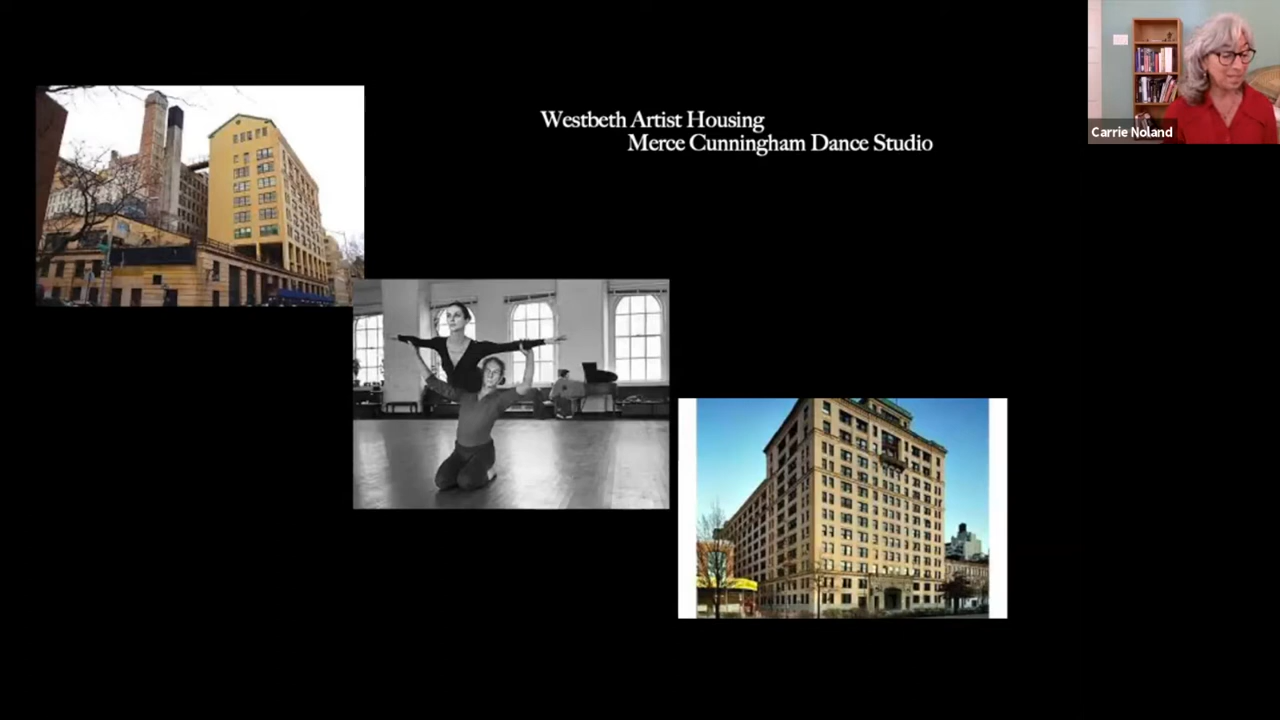 Westbeth Artist Housing
Merce Cunningham Dance Studio
Carrie Noland